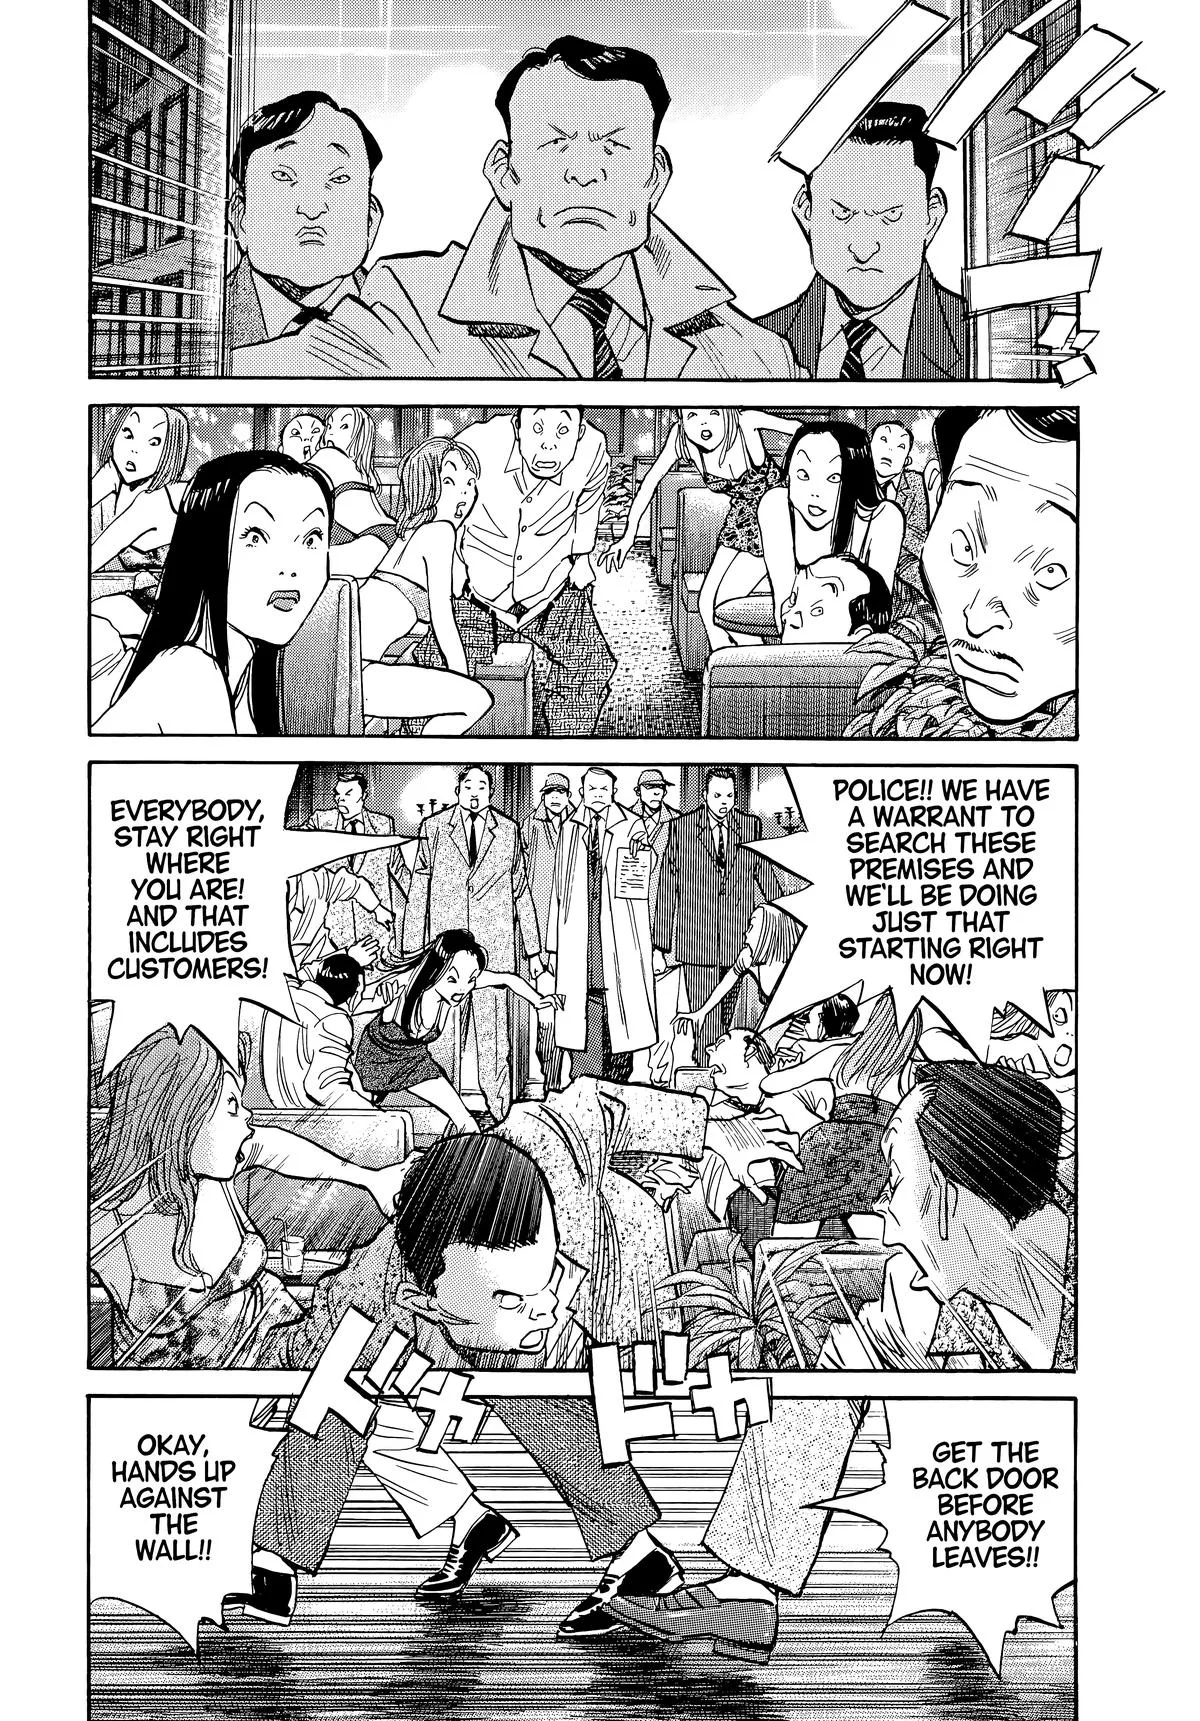 POLICE!! WE HAVE
A WARRANT TO
SEARCH THESE
PREMISES AND
WE'LL BE DOING
JUST THAT
STARTING RIGHT
NOW!
EVERYBODY,
STAY RIGHT
WHERE
YOU ARE!
AND THAT
INCLUDES
CUSTOMERS!
ドカ
ドカ
GET THE
BACK DOOR
BEFORE
ANYBODY
LEAVES!!
OKAY,
HANDS UP
AGAINST
THE
WALL!!